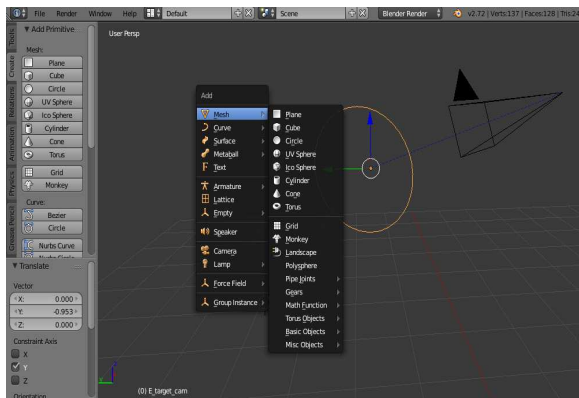 File Render Window Help Default Scene Blender Render v2.72 | Verts:137 | Faces:128 | Tris:24
Tools
Create
Relations
Animation
Physics
Grease Pencil
Add Primitive
Mesh:
Plane
Cube
Circle
UV Sphere
Ico Sphere
Cylinder
Cone
Torus
Grid
Monkey
Curve:
Bezier
Circle
Nurbs Curve
Nurbs Circle
Translate
Vector
X: 0.000
Y: -0.953
Z: 0.000
Constraint Axis
X
Y
Z
Orientation
User Persp
Add
Mesh
Curve
Surface
Metaball
Text
Armature
Lattice
Empty
Speaker
Camera
Lamp
Force Field
Group Instance
Plane
Cube
Circle
UV Sphere
Ico Sphere
Cylinder
Cone
Torus
Grid
Monkey
Landscape
Polysphere
Pipe Joints
Gears
Math Function
Torus Objects
Basic Objects
Misc Objects
(0) E_target_cam